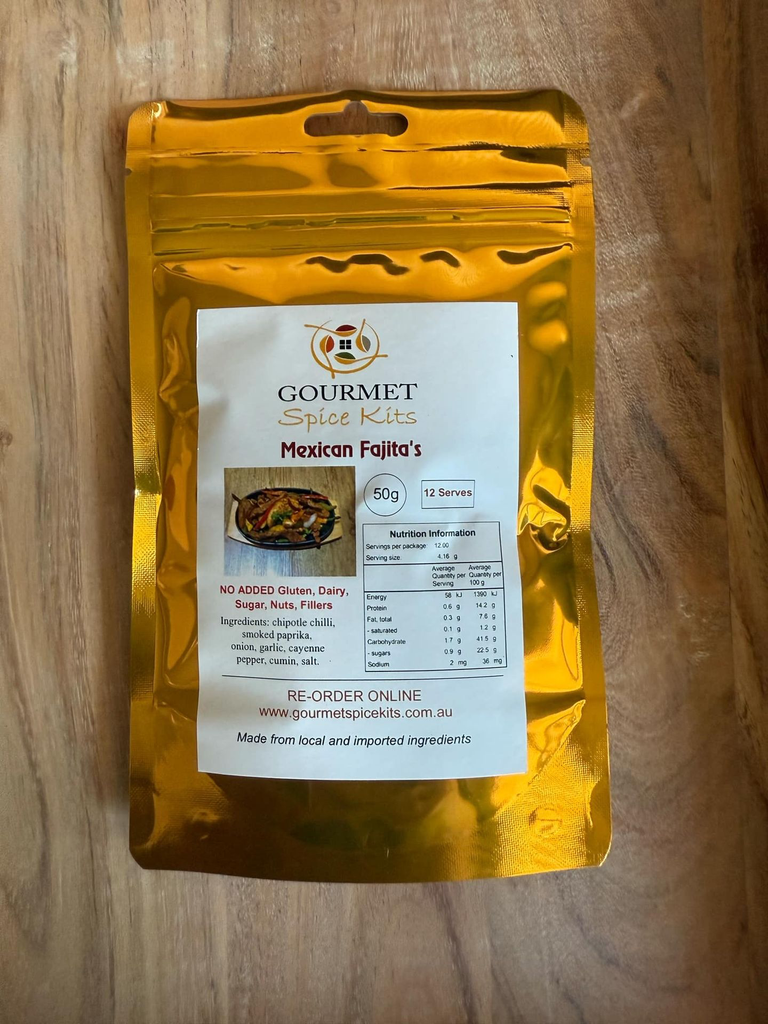 GOURMET
Spice Kits
Mexican Fajita's
50g
12 Serves
NO ADDED Gluten, Dairy,
Sugar, Nuts, Fillers
Ingredients: chipotle chilli,
smoked paprika,
onion, garlic, cayenne
pepper, cumin, salt.
Nutrition Information
Servings per package: 12.00
Serving size: 4.16 g
Average Quantity per Serving Average Quantity per 100 g
Energy 58 kJ 1390 kJ
Protein 0.6 g 14.2 g
Fat, total 0.3 g 7.6 g
- saturated 0.1 g 1.2 g
Carbohydrate 1.7 g 41.5 g
- sugars 0.9 g 22.5 g
Sodium 2 mg 36 mg
RE-ORDER ONLINE
www.gourmetspicekits.com.au
Made from local and imported ingredients